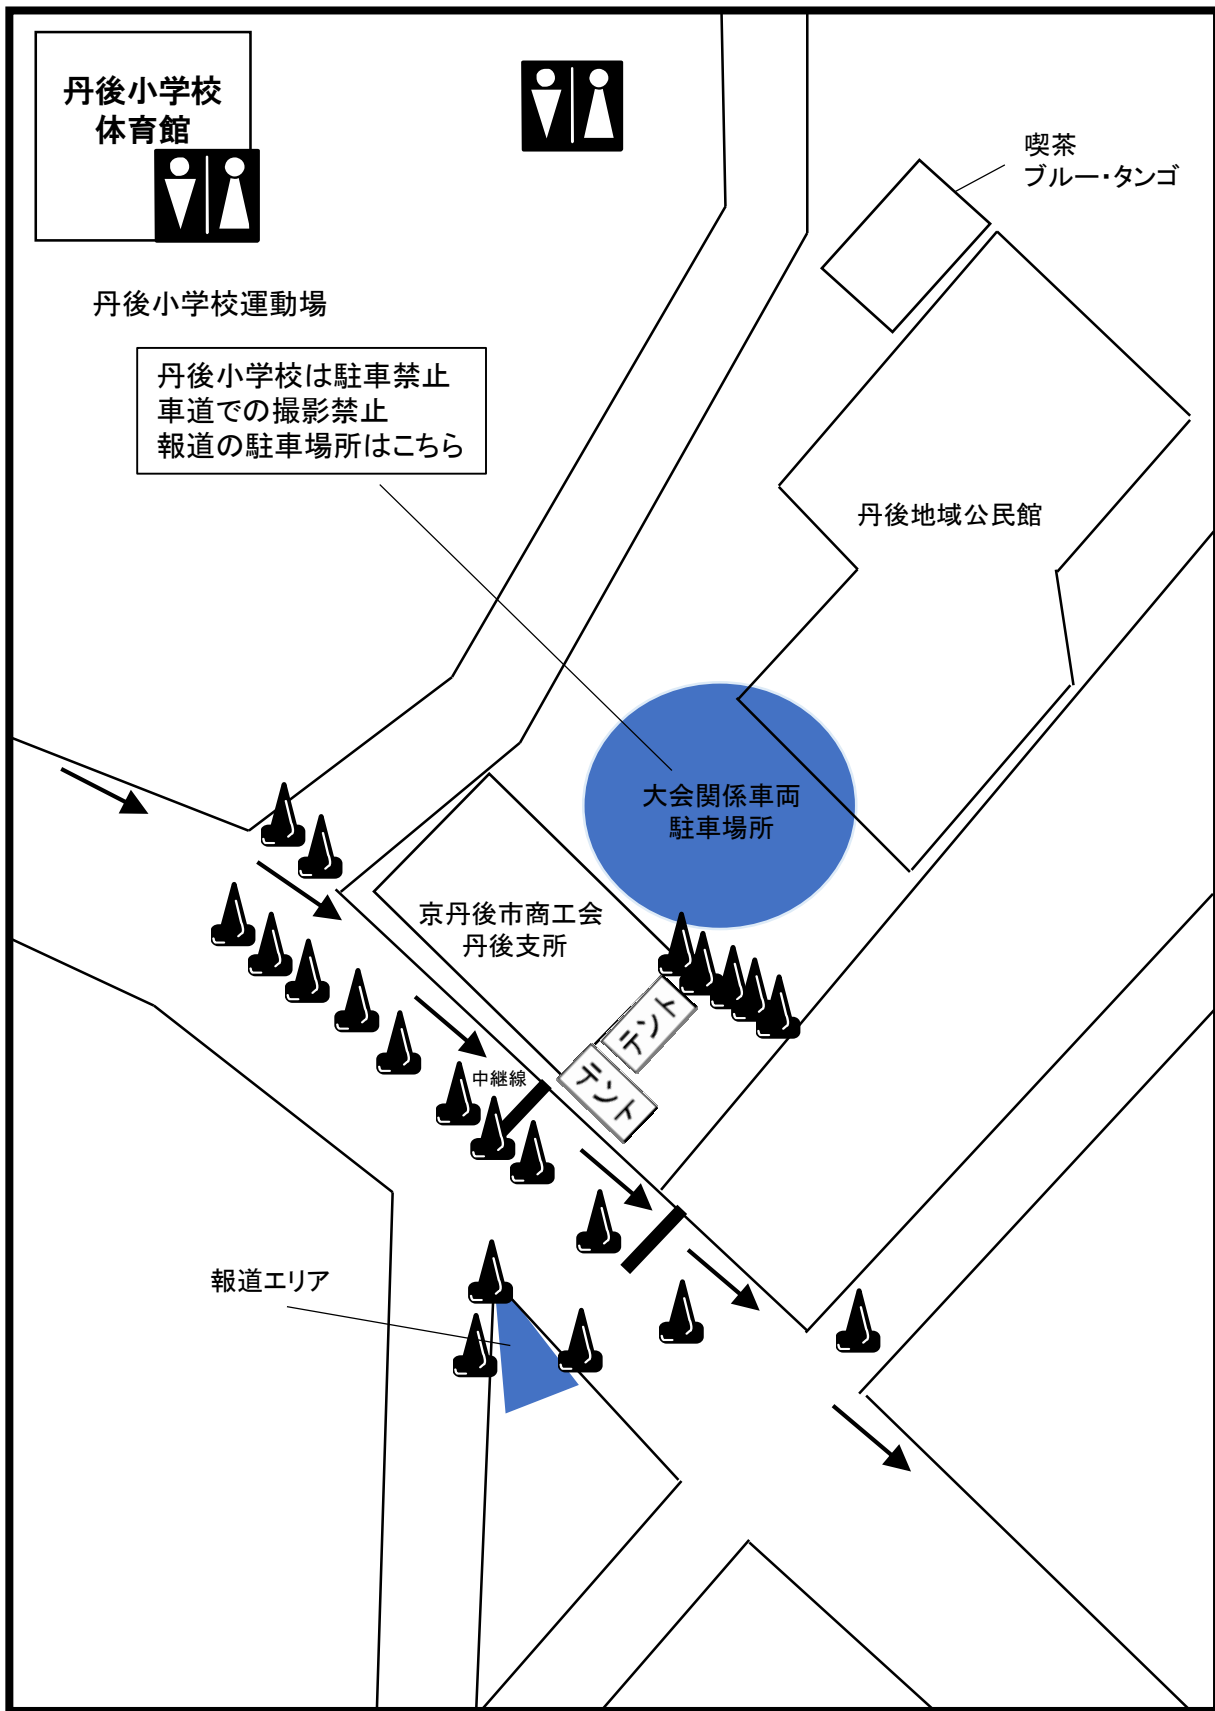 丹後小学校
体育館
喫茶
ブルー・タンゴ
丹後小学校運動場
丹後小学校は駐車禁止
車道での撮影禁止
報道の駐車場所はこちら
丹後地域公民館
大会関係車両
駐車場所
京丹後市商工会
丹後支所
テント
テント
中継線
報道エリア